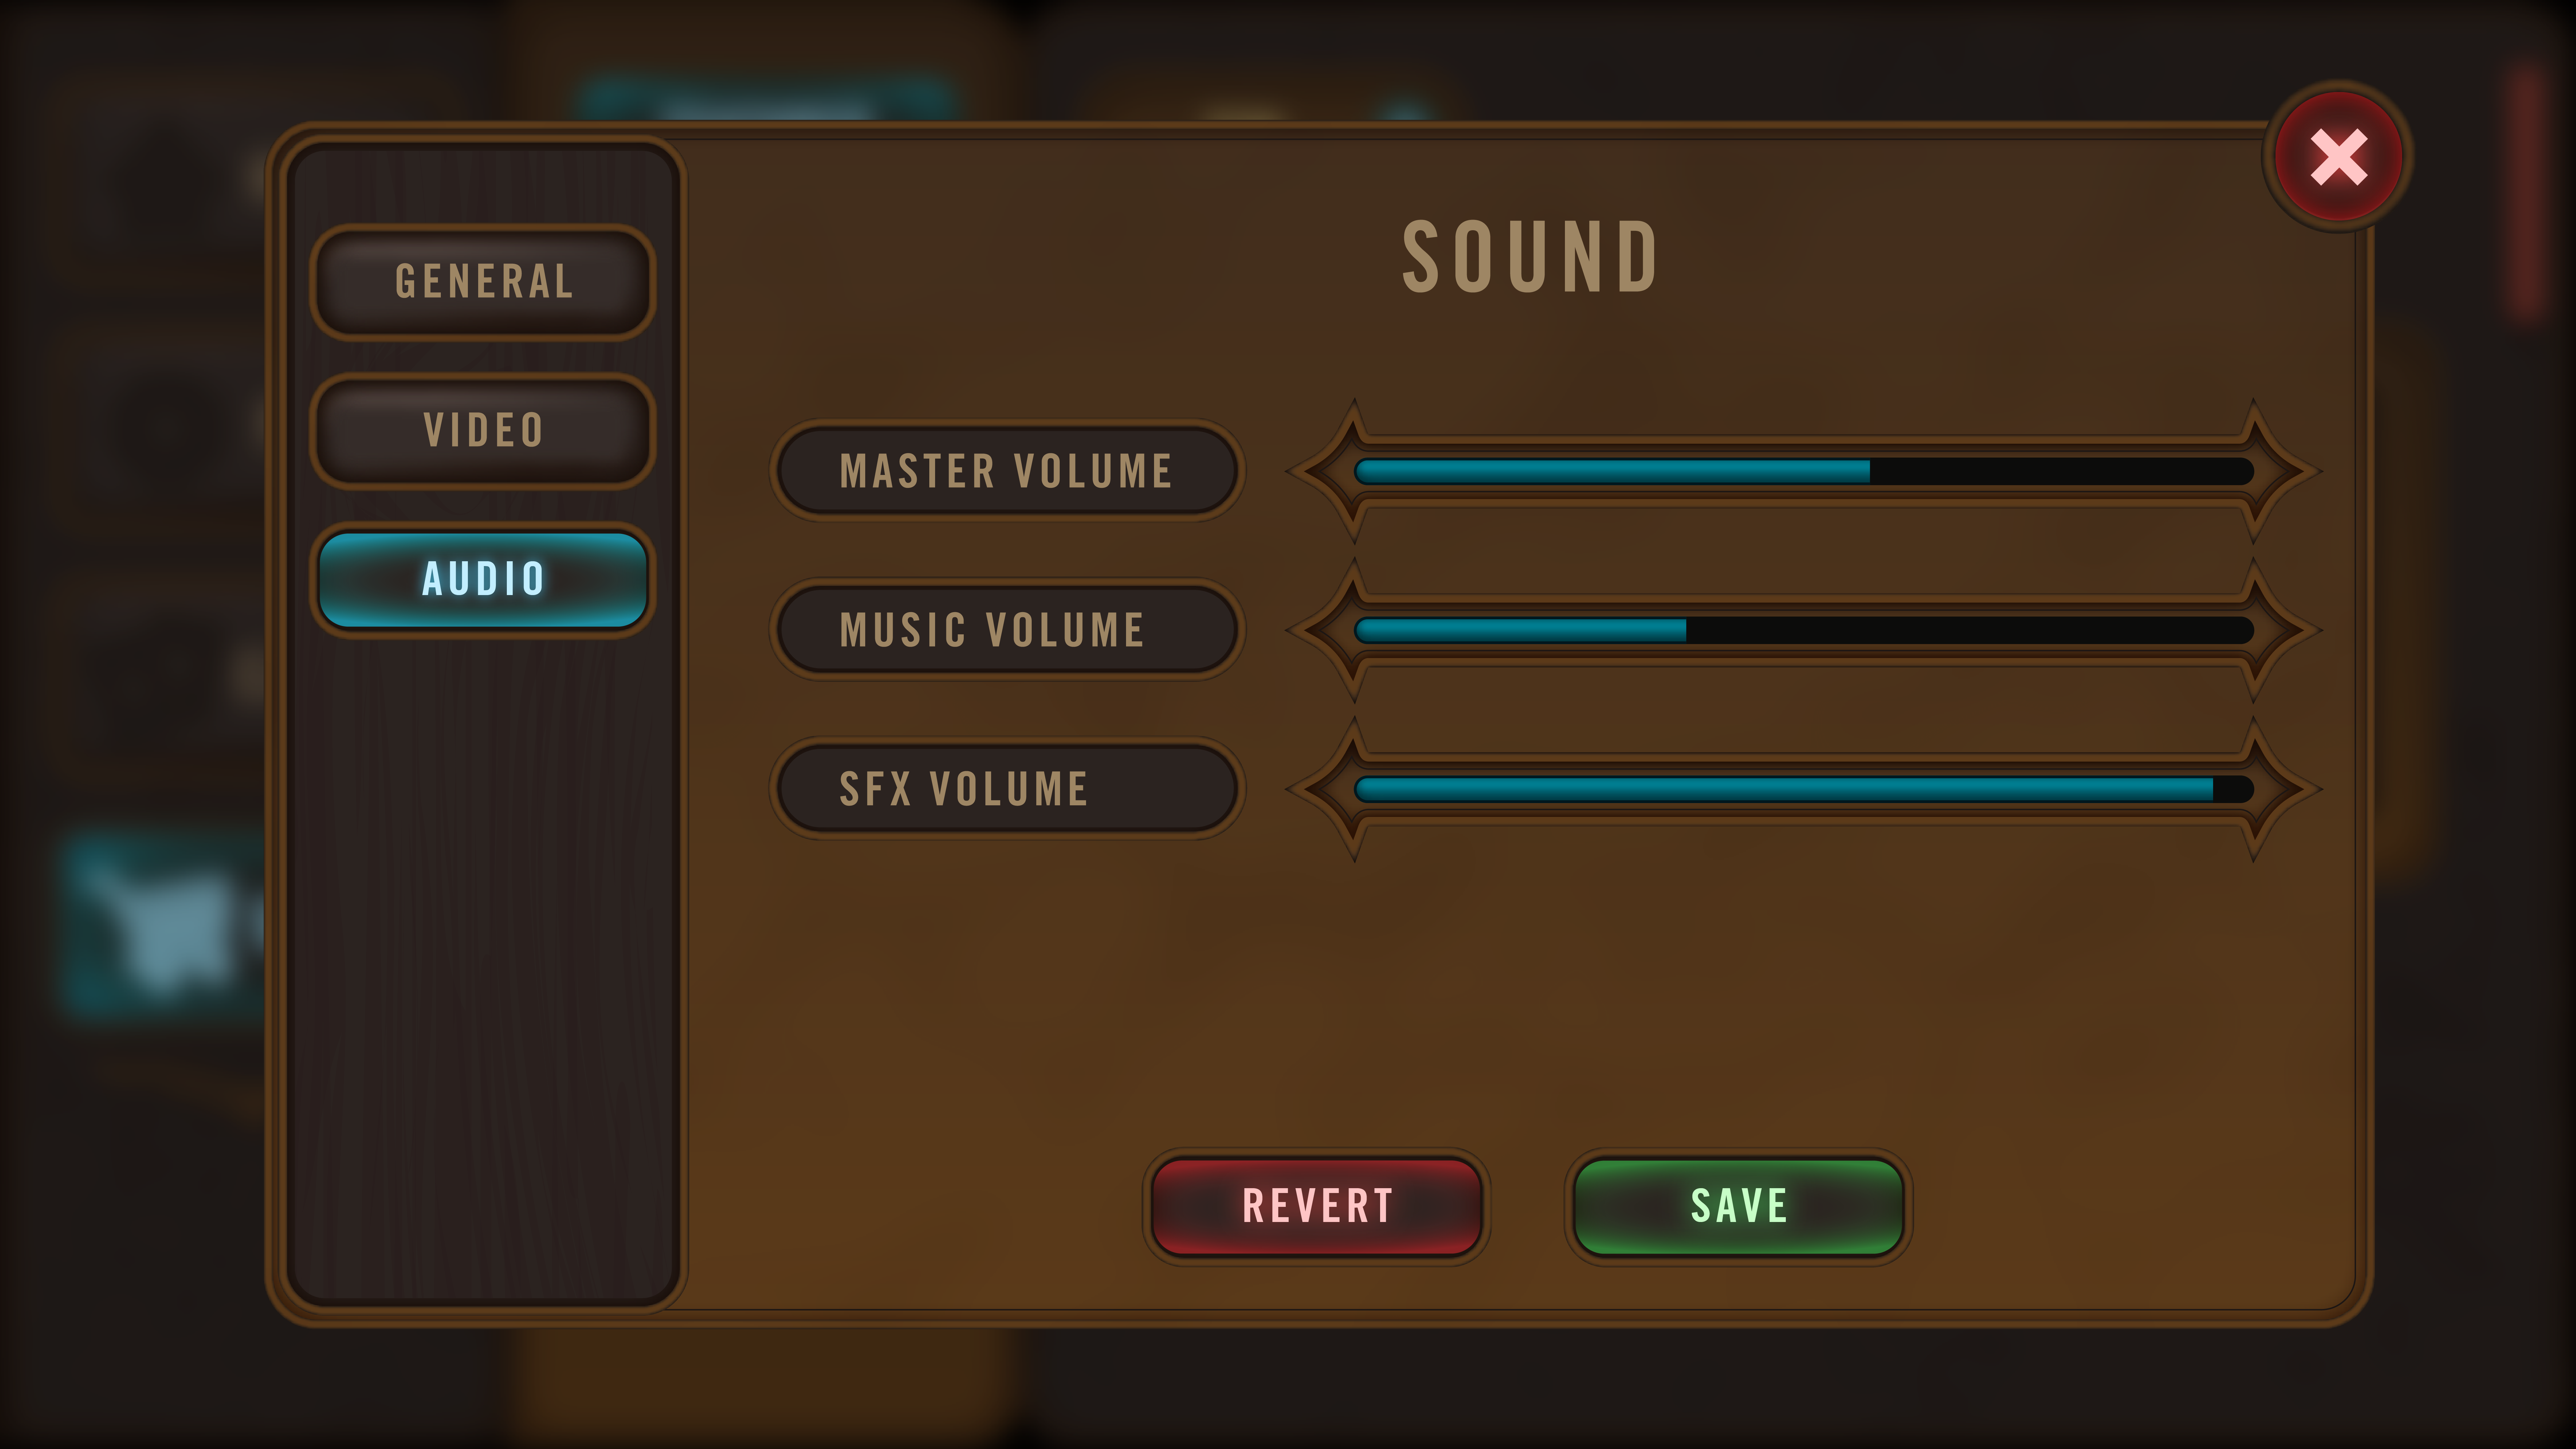 SOUND
GENERAL
VIDEO
AUDIO
MASTER VOLUME
MUSIC VOLUME
SFX VOLUME
REVERT
SAVE